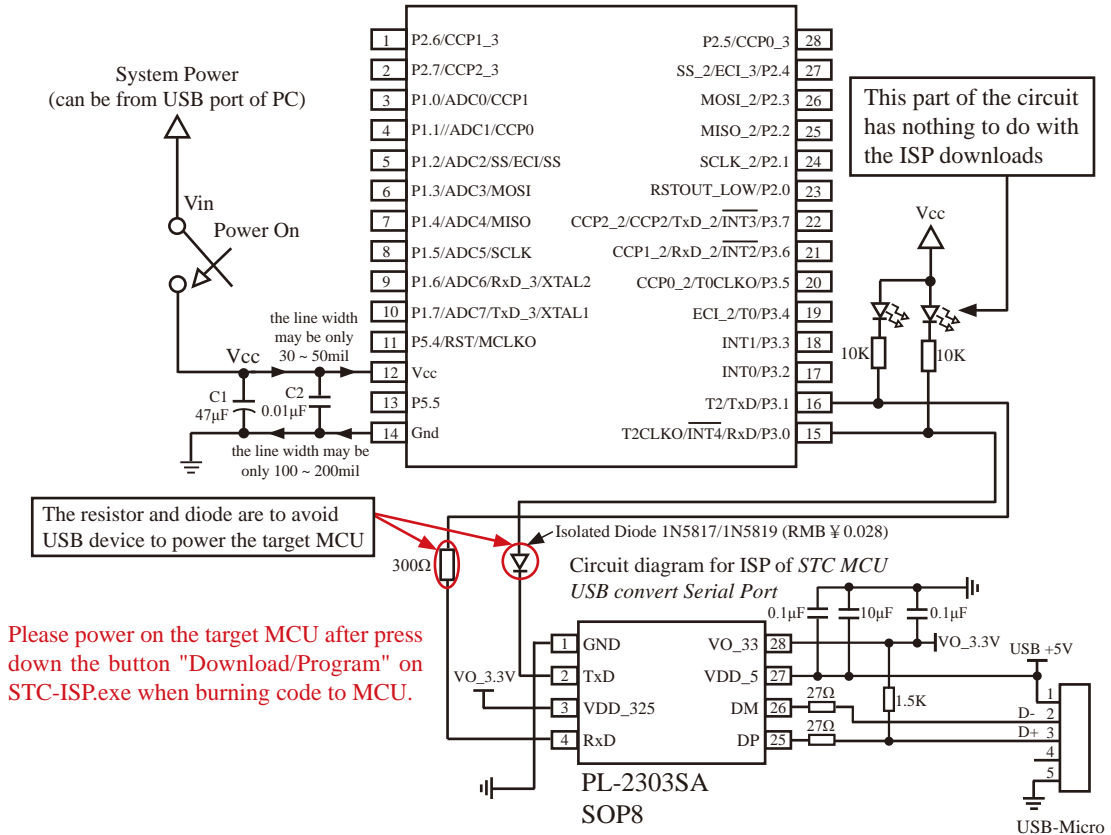 System Power
(can be from USB port of PC)
Vin
Power On
the line width
may be only
30 ~ 50mil
Vcc
C1
47μF
C2
0.01μF
the line width may be
only 100 ~ 200mil
1 P2.6/CCP1_3
2 P2.7/CCP2_3
3 P1.0/ADC0/CCP1
4 P1.1//ADC1/CCP0
5 P1.2/ADC2/SS/ECI/SS
6 P1.3/ADC3/MOSI
7 P1.4/ADC4/MISO
8 P1.5/ADC5/SCLK
9 P1.6/ADC6/RxD_3/XTAL2
10 P1.7/ADC7/TxD_3/XTAL1
11 P5.4/RST/MCLKO
12 Vcc
13 P5.5
14 Gnd
P2.5/CCP0_3 28
SS_2/ECI_3/P2.4 27
MOSI_2/P2.3 26
MISO_2/P2.2 25
SCLK_2/P2.1 24
RSTOUT_LOW/P2.0 23
CCP2_2/CCP2/TxD_2/INT3/P3.7 22
CCP1_2/RxD_2/INT2/P3.6 21
CCP0_2/T0CLKO/P3.5 20
ECI_2/T0/P3.4 19
INT1/P3.3 18
INT0/P3.2 17
T2/TxD/P3.1 16
T2CLKO/INT4/RxD/P3.0 15
This part of the circuit
has nothing to do with
the ISP downloads
Vcc
10K
10K
The resistor and diode are to avoid
USB device to power the target MCU
300Ω
Isolated Diode 1N5817/1N5819 (RMB ¥ 0.028)
Circuit diagram for ISP of STC MCU
USB convert Serial Port
Please power on the target MCU after press
down the button "Download/Program" on
STC-ISP.exe when burning code to MCU.
VO_3.3V
1 GND
2 TxD
3 VDD_325
4 RxD
VO_33 28
VDD_5 27
DM 26
DP 25
PL-2303SA
SOP8
0.1μF
10μF
0.1μF
VO_3.3V
USB +5V
27Ω
27Ω
1.5K
D-
D+
1
2
3
4
5
USB-Micro